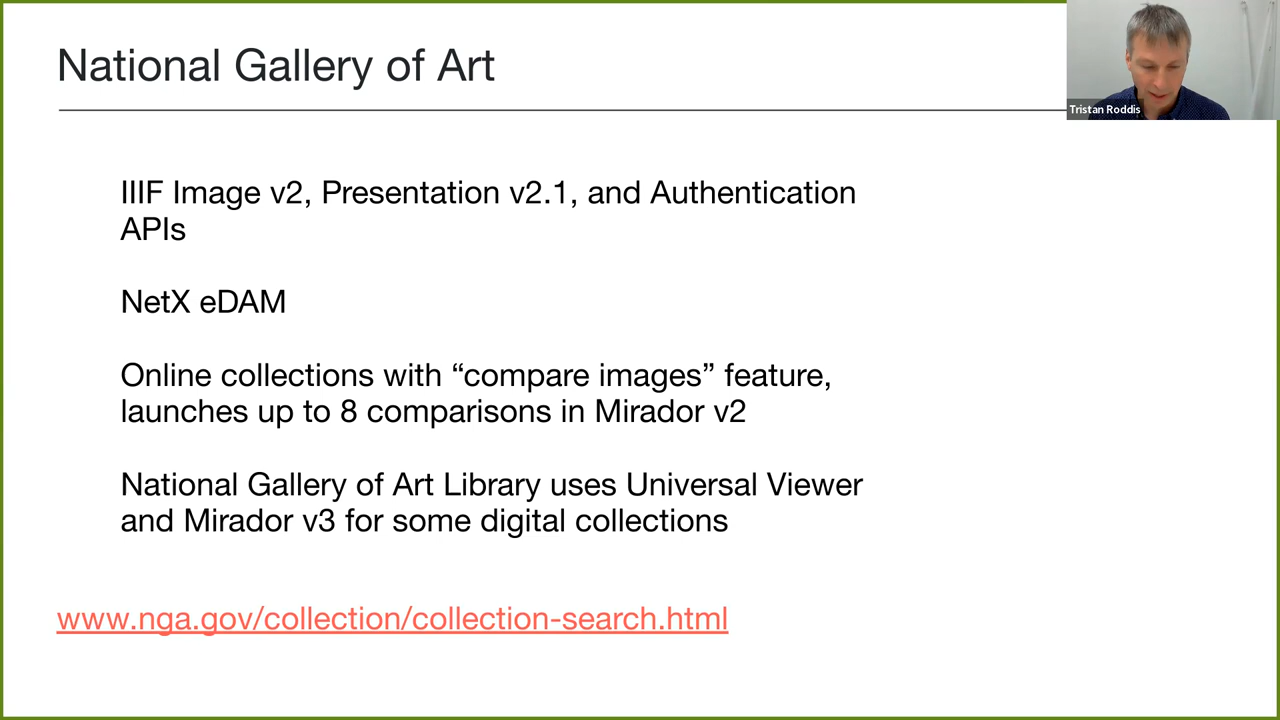 National Gallery of Art
Tristan Roddis
IIIF Image v2, Presentation v2.1, and Authentication
APIs
NetX eDAM
Online collections with “compare images” feature,
launches up to 8 comparisons in Mirador v2
National Gallery of Art Library uses Universal Viewer
and Mirador v3 for some digital collections
www.nga.gov/collection/collection-search.html